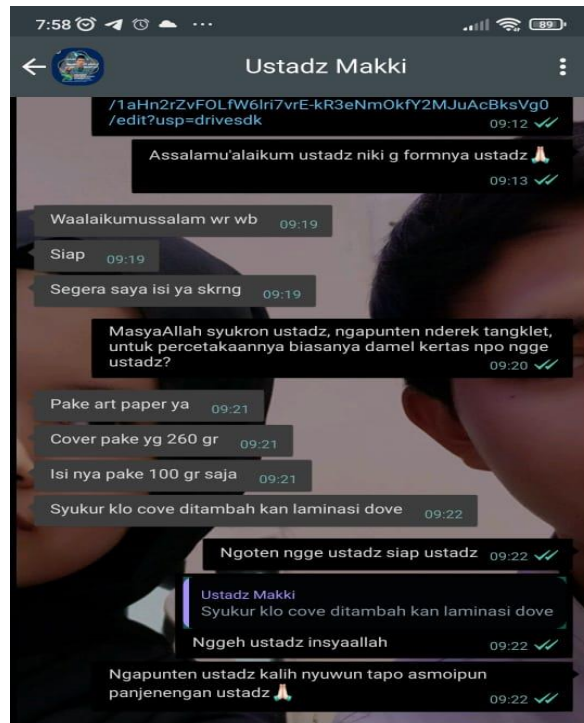 7:58
89
Ustadz Makki
/1aHn2rZvFOLfW6lri7vrE-kR3eNmOkfY2MJuAcBksVg0
/edit?usp=drivesdk
09:12
Assalamu'alaikum ustadz niki g formnya ustadz🙏🏻
09:13
Waalaikumussalam wr wb 09:19
Siap 09:19
Segera saya isi ya skrng 09:19
MasyaAllah syukron ustadz, ngapunten nderek tangklet,
untuk percetakaannya biasanya damel kertas npo ngge
ustadz?
09:20
Pake art paper ya 09:21
Cover pake yg 260 gr 09:21
Isi nya pake 100 gr saja 09:21
Syukur klo cove ditambah kan laminasi dove 09:22
Ngoten ngge ustadz siap ustadz 09:22
Ustadz Makki
Syukur klo cove ditambah kan laminasi dove
Nggeh ustadz insyaallah 09:22
Ngapunten ustadz kalih nyuwun tapo asmoipun
panjenengan ustadz🙏🏻 09:22